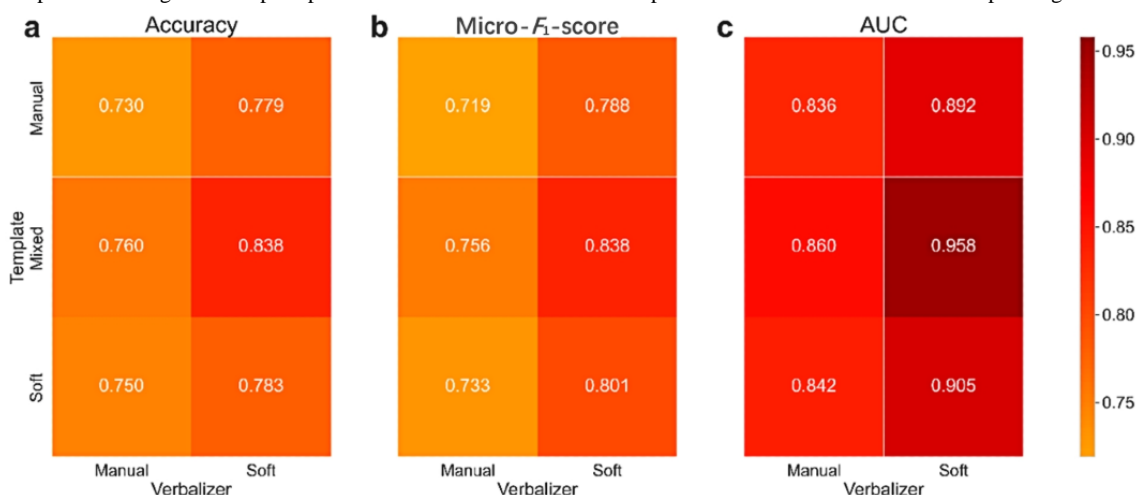 a Accuracy
b Micro-F₁-score
c AUC
Manual 0.730 0.779 0.719 0.788 0.836 0.892
Template Mixed 0.760 0.838 0.756 0.838 0.860 0.958
Soft 0.750 0.783 0.733 0.801 0.842 0.905
Manual Soft Manual Soft Manual Soft
Verbalizer Verbalizer Verbalizer
0.95
0.90
0.85
0.80
0.75